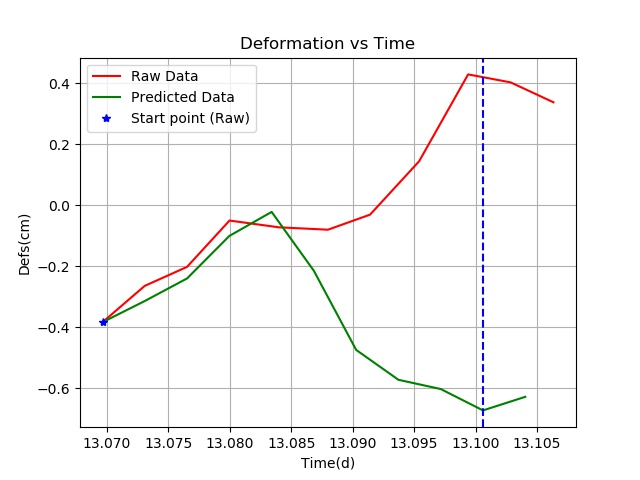 Deformation vs Time
Raw Data
Predicted Data
Start point (Raw)
0.4
0.2
0.0
−0.2
−0.4
−0.6
Defs(cm)
13.070 13.075 13.080 13.085 13.090 13.095 13.100 13.105
Time(d)